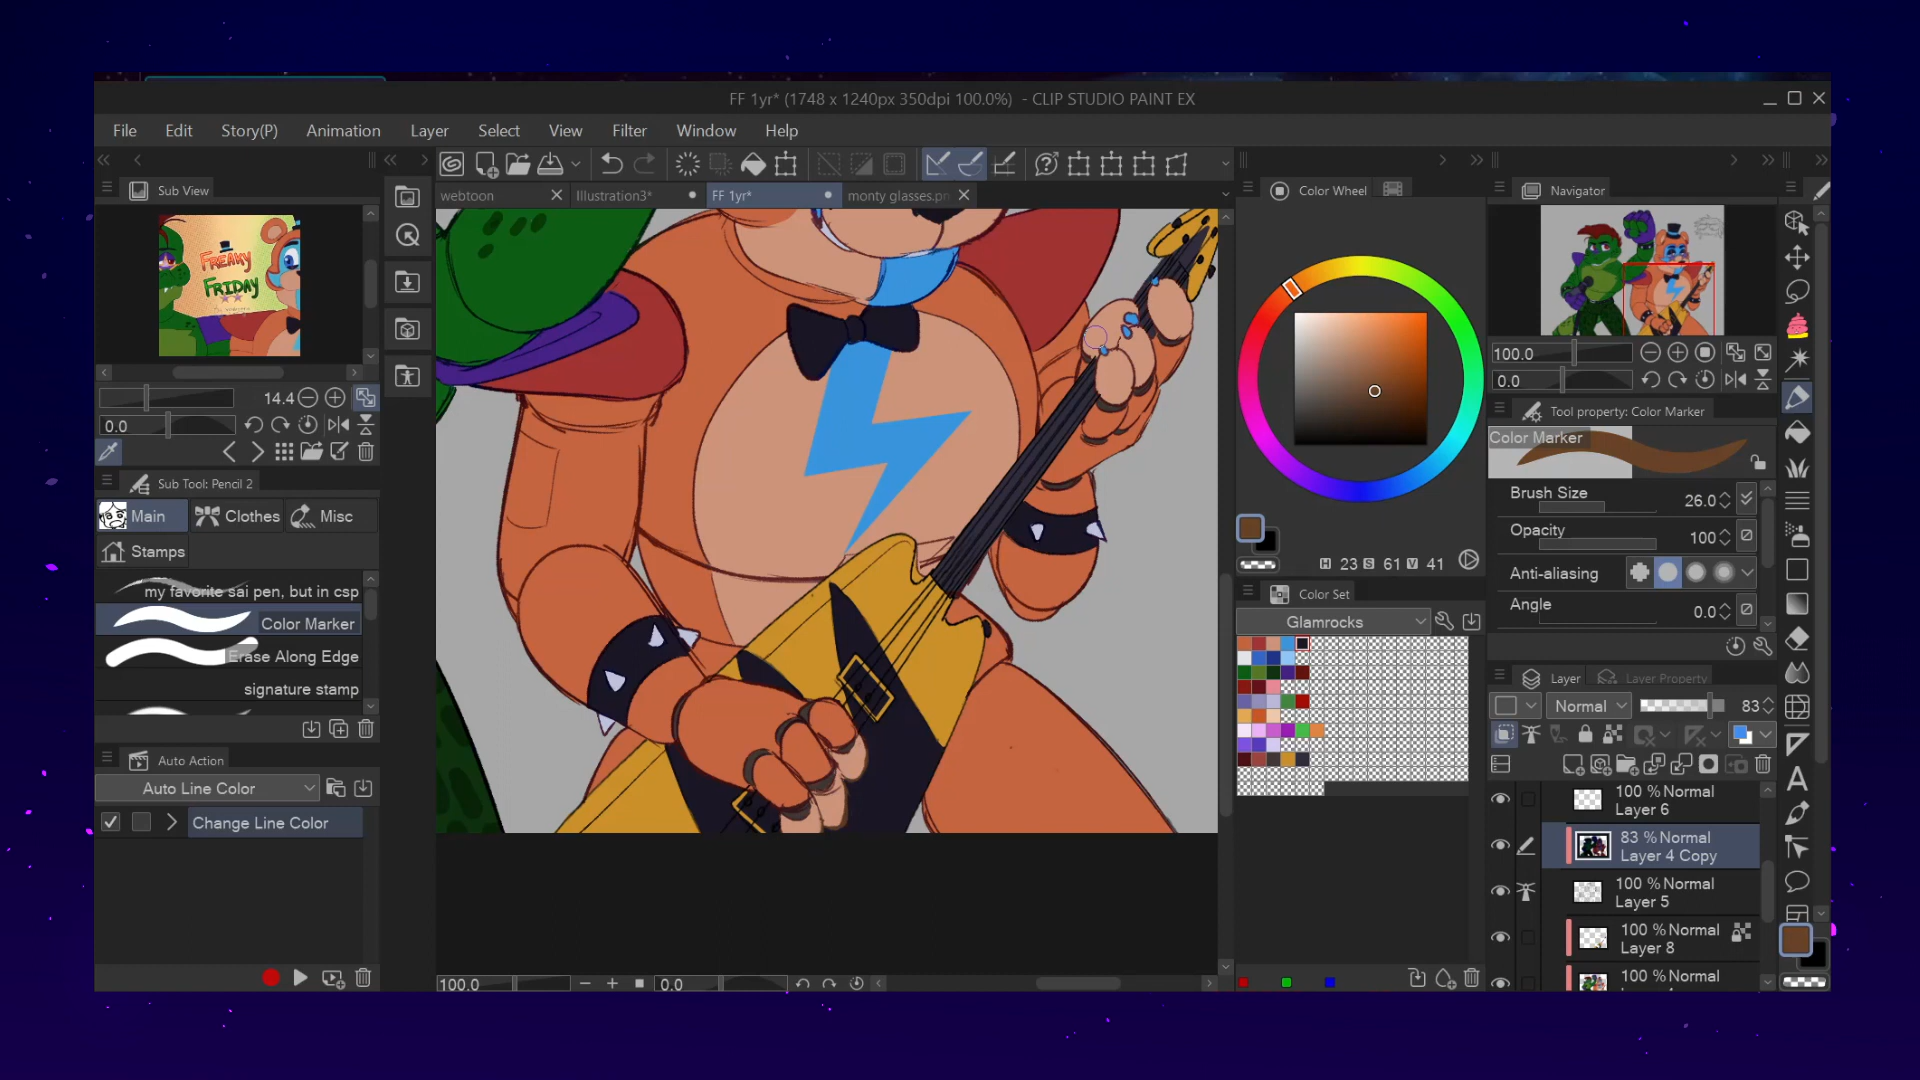 FF 1yr* (1748 x 1240px 350dpi 100.0%) - CLIP STUDIO PAINT EX
File Edit Story(P) Animation Layer Select View Filter Window Help
Sub View
FREAKY
FRIDAY
14.4
0.0
Sub Tool: Pencil 2
Main
Clothes
Misc
Stamps
my favorite sai pen, but in csp
Color Marker
Erase Along Edge
signature stamp
Auto Action
Auto Line Color
Change Line Color
webtoon
Illustration3*
FF 1yr*
monty glasses.pn
100.0
0.0
Color Wheel
H 23 S 61 V 41
Color Set
Glamrocks
Navigator
100.0
0.0
Tool property: Color Marker
Color Marker
Brush Size 26.0
Opacity 100
Anti-aliasing
Angle 0.0
Layer
Layer Property
Normal 83
100 % Normal
Layer 6
83 % Normal
Layer 4 Copy
100 % Normal
Layer 5
100 % Normal
Layer 8
100 % Normal